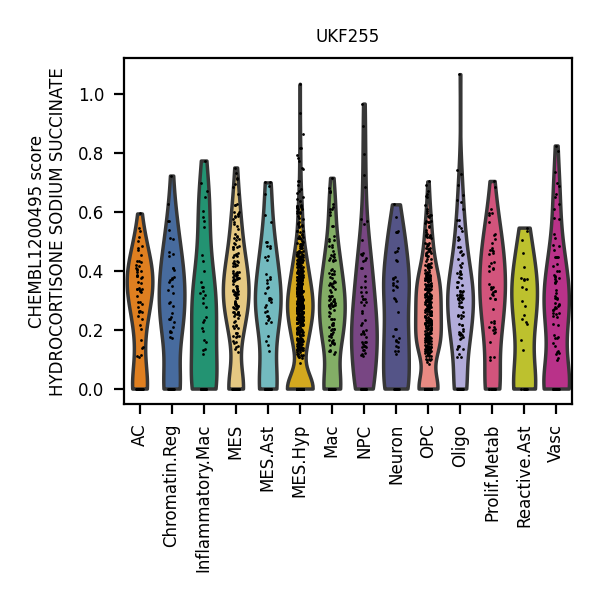 UKF255
CHEMBL1200495 score
HYDROCORTISONE SODIUM SUCCINATE
1.0
0.8
0.6
0.4
0.2
0.0
AC
Chromatin.Reg
Inflammatory.Mac
MES
MES.Ast
MES.Hyp
Mac
NPC
Neuron
OPC
Oligo
Prolif.Metab
Reactive.Ast
Vasc